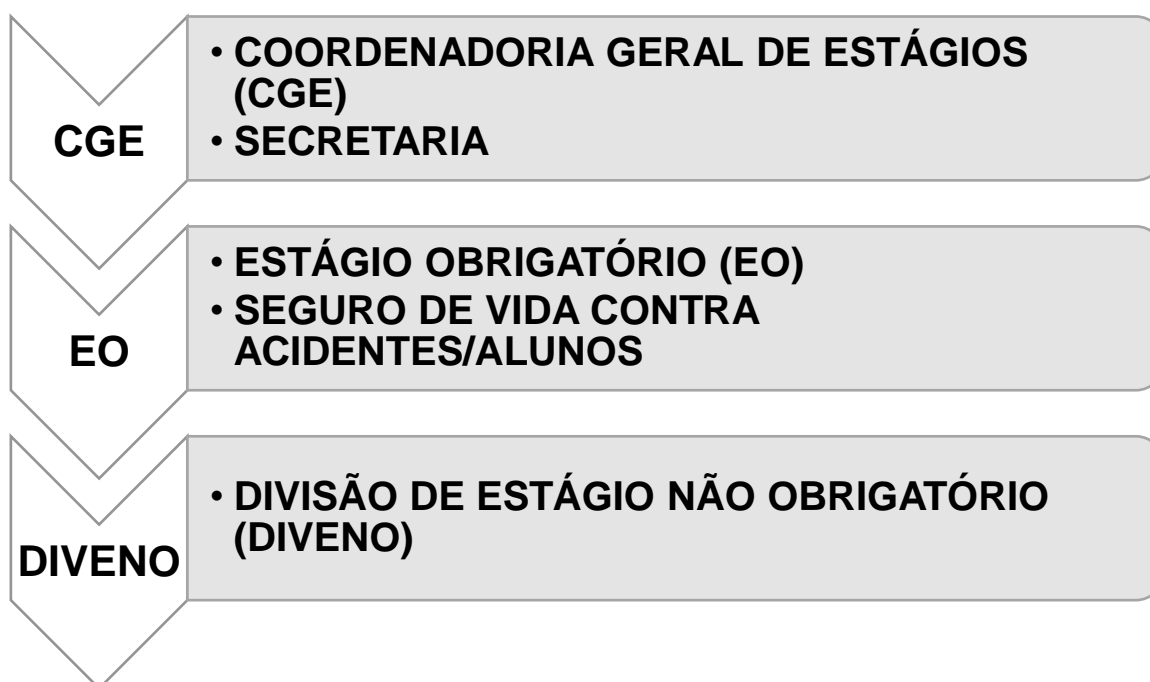 CGE
• COORDENADORIA GERAL DE ESTÁGIOS
(CGE)
• SECRETARIA
EO
• ESTÁGIO OBRIGATÓRIO (EO)
• SEGURO DE VIDA CONTRA
ACIDENTES/ALUNOS
DIVENO
• DIVISÃO DE ESTÁGIO NÃO OBRIGATÓRIO
(DIVENO)